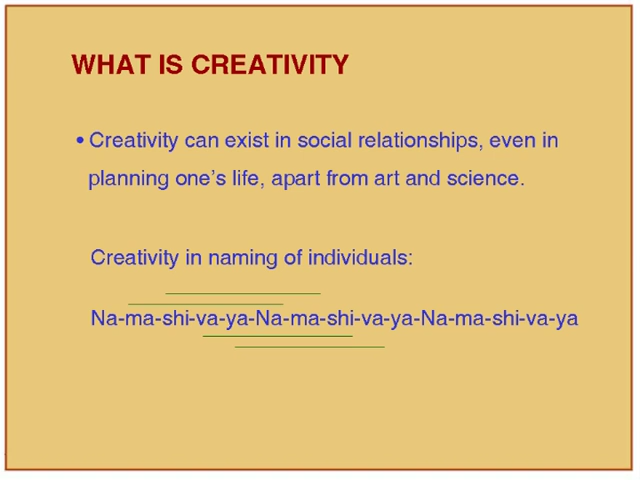 WHAT IS CREATIVITY
• Creativity can exist in social relationships, even in
planning one's life, apart from art and science.
Creativity in naming of individuals:
Na-ma-shi-va-ya-Na-ma-shi-va-ya-Na-ma-shi-va-ya